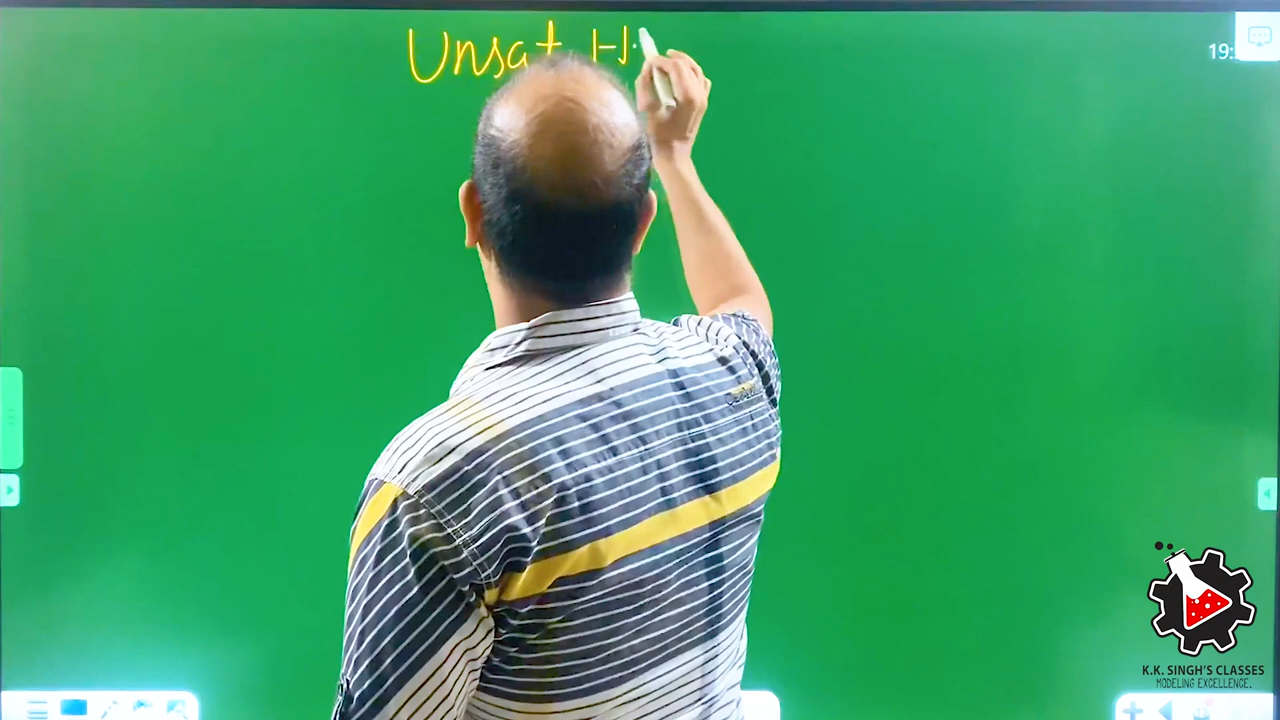 Unsat H
19:
K.K. SINGH'S CLASSES
MODELING EXCELLENCE.